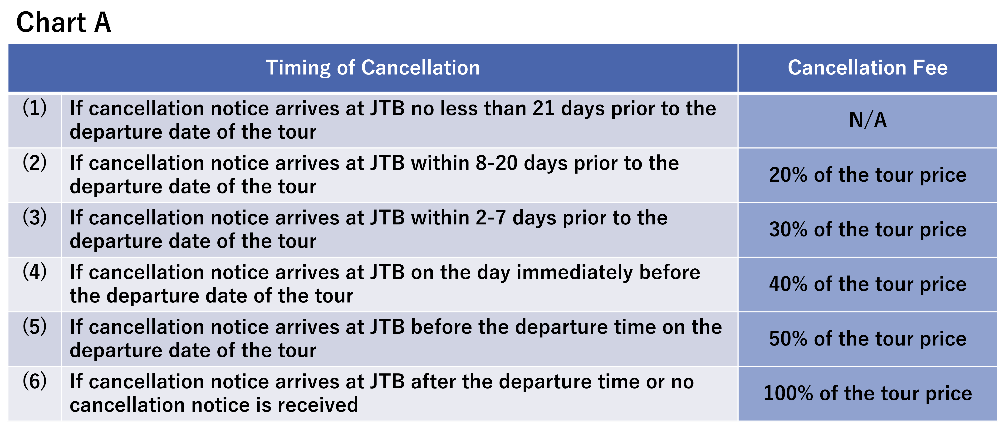 Chart A
Timing of Cancellation
Cancellation Fee
(1) If cancellation notice arrives at JTB no less than 21 days prior to the
departure date of the tour
N/A
(2) If cancellation notice arrives at JTB within 8-20 days prior to the
departure date of the tour
20% of the tour price
(3) If cancellation notice arrives at JTB within 2-7 days prior to the
departure date of the tour
30% of the tour price
(4) If cancellation notice arrives at JTB on the day immediately before
the departure date of the tour
40% of the tour price
(5) If cancellation notice arrives at JTB before the departure time on the
departure date of the tour
50% of the tour price
(6) If cancellation notice arrives at JTB after the departure time or no
cancellation notice is received
100% of the tour price